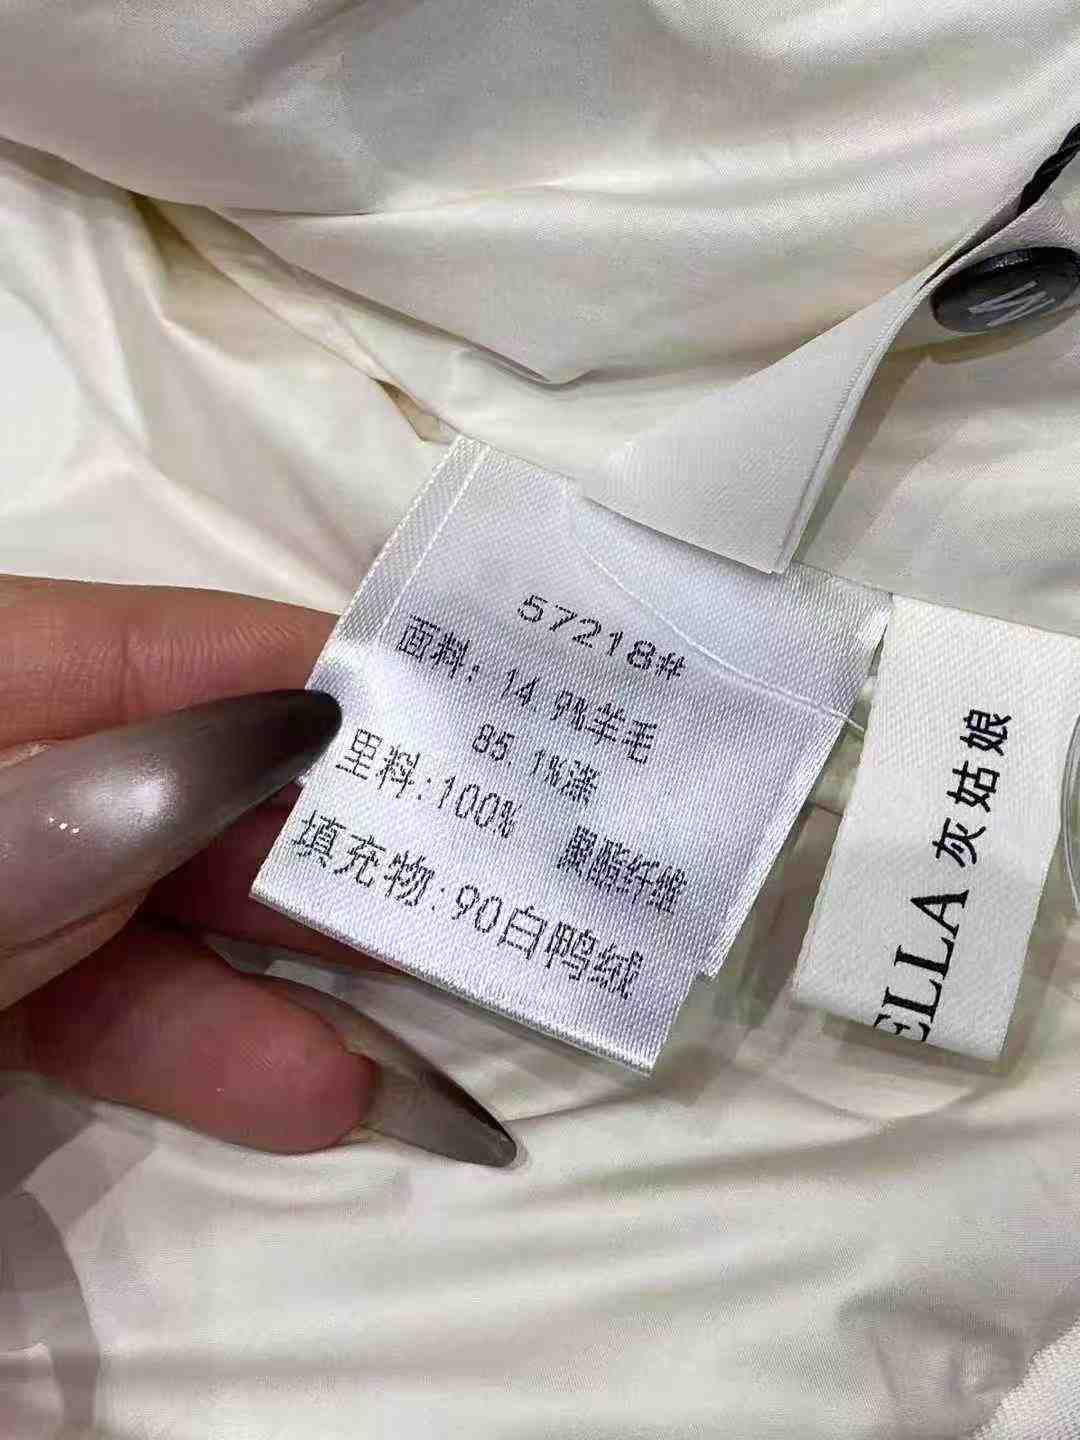 57218#
面料: 14.9%羊毛
85.1%涤
里料:100% 聚酯纤维
填充物:90白鸭绒
ELLA 灰姑娘
M